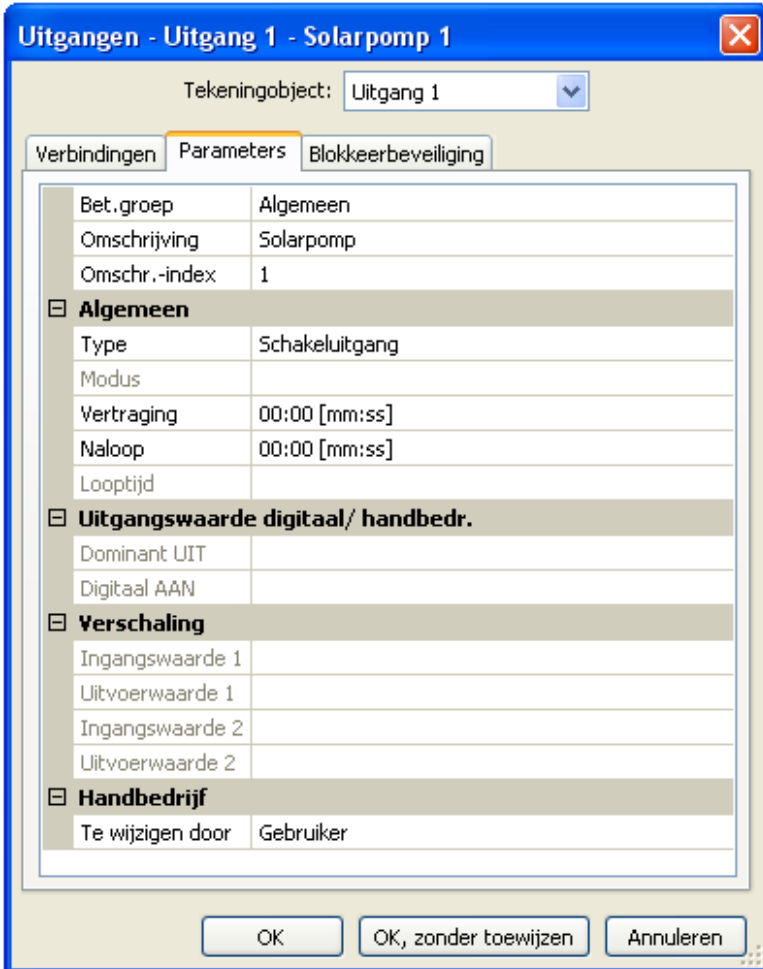 Uitgangen - Uitgang 1 - Solarpomp 1
Tekeningobject: Uitgang 1
Verbindingen Parameters Blokkeerbeveiliging
Bet.groep Algemeen
Omschrijving Solarpomp
Omschr.-index 1
Algemeen
Type Schakeluitgang
Modus
Vertraging 00:00 [mm:ss]
Naloop 00:00 [mm:ss]
Looptijd
Uitgangswaarde digitaal/ handbedr.
Dominant UIT
Digitaal AAN
Verschaling
Ingangswaarde 1
Uitvoerwaarde 1
Ingangswaarde 2
Uitvoerwaarde 2
Handbedrijf
Te wijzigen door Gebruiker
OK OK, zonder toewijzen Annuleren